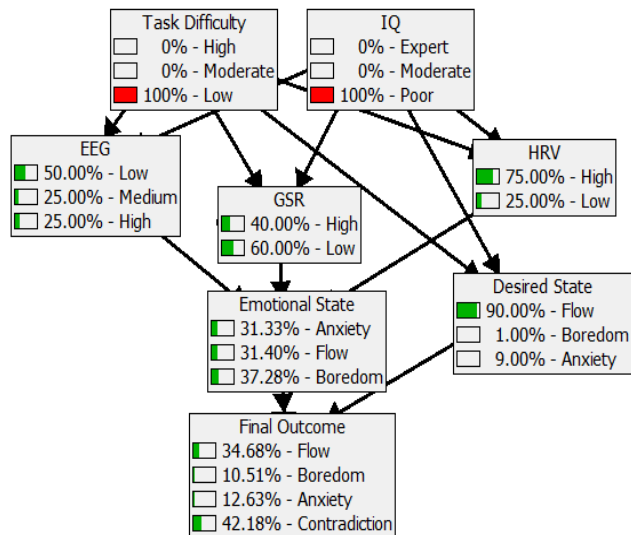 Task Difficulty
0% - High
0% - Moderate
100% - Low
IQ
0% - Expert
0% - Moderate
100% - Poor
EEG
50.00% - Low
25.00% - Medium
25.00% - High
GSR
40.00% - High
60.00% - Low
HRV
75.00% - High
25.00% - Low
Emotional State
31.33% - Anxiety
31.40% - Flow
37.28% - Boredom
Desired State
90.00% - Flow
1.00% - Boredom
9.00% - Anxiety
Final Outcome
34.68% - Flow
10.51% - Boredom
12.63% - Anxiety
42.18% - Contradiction